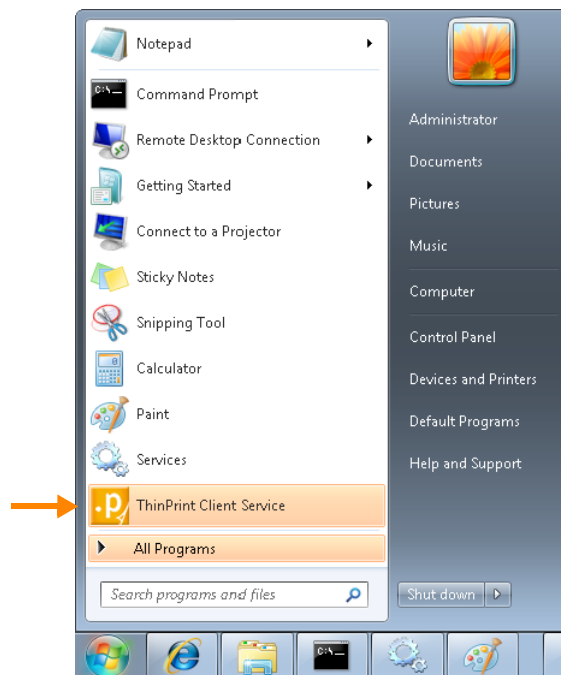 Notepad
Command Prompt
Remote Desktop Connection
Getting Started
Connect to a Projector
Sticky Notes
Snipping Tool
Calculator
Paint
Services
.p
ThinPrint Client Service
All Programs
Search programs and files
Administrator
Documents
Pictures
Music
Computer
Control Panel
Devices and Printers
Default Programs
Help and Support
Shut down